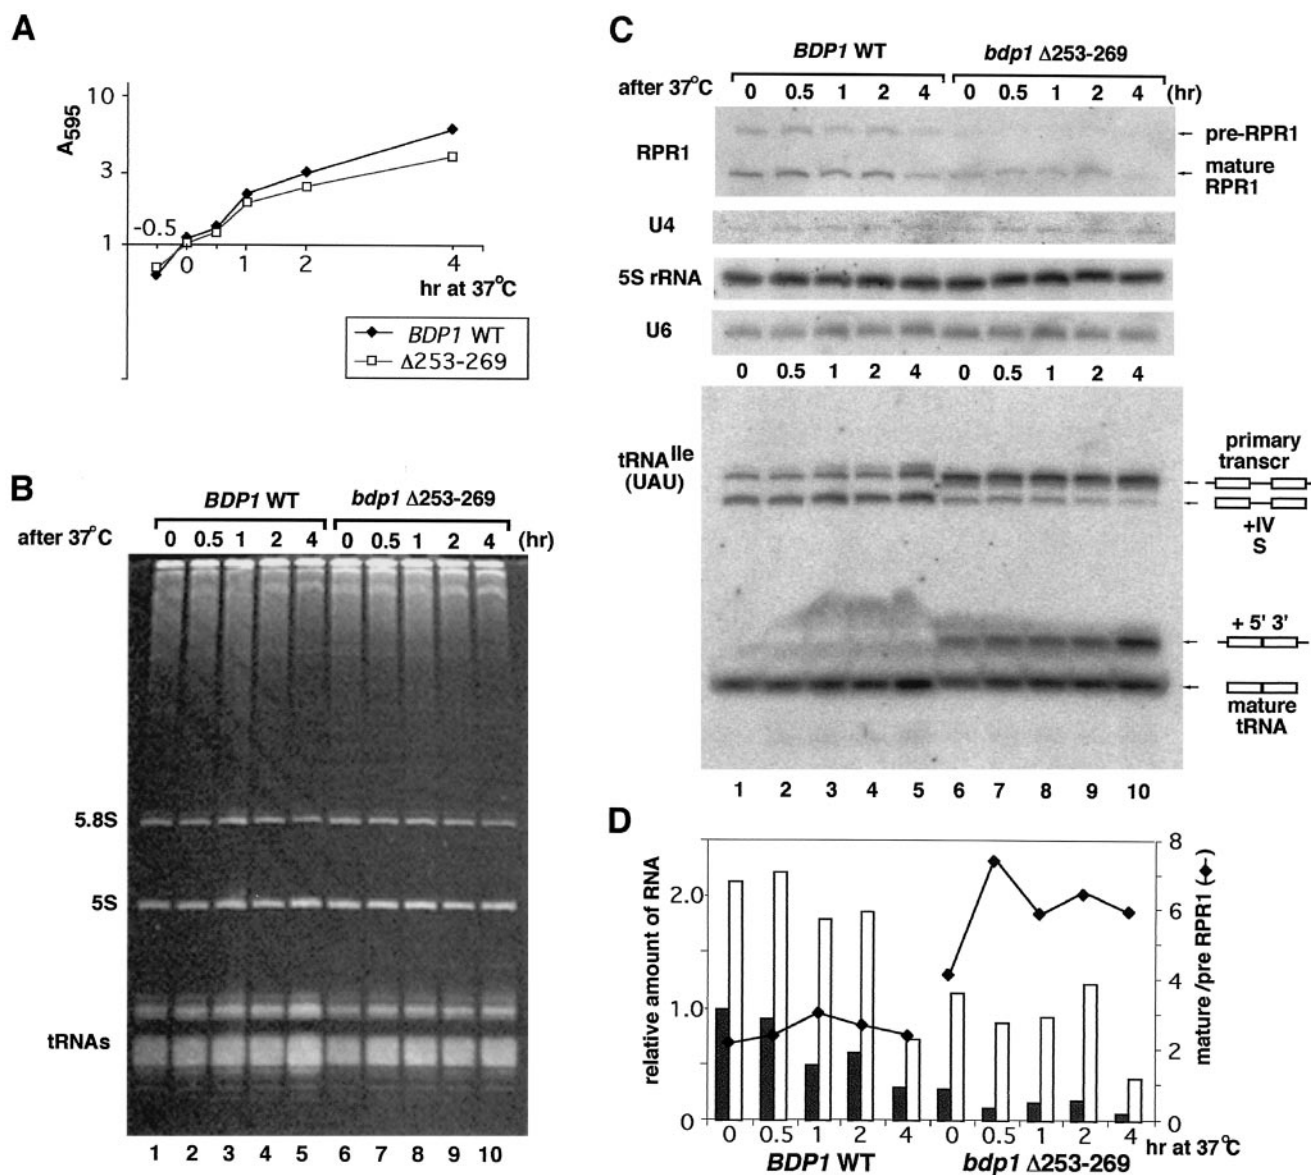 A
A595
10
3
1
-0.5
0
1
2
4
hr at 37°C
BDP1 WT
Δ253-269
B
BDP1 WT
bdp1 Δ253-269
after 37°C
0 0.5 1 2 4 0 0.5 1 2 4 (hr)
5.8S
5S
tRNAs
1 2 3 4 5 6 7 8 9 10
C
BDP1 WT
bdp1 Δ253-269
after 37°C
0 0.5 1 2 4 0 0.5 1 2 4 (hr)
RPR1
pre-RPR1
mature
RPR1
U4
5S rRNA
U6
0 0.5 1 2 4 0 0.5 1 2 4
tRNA Ile
(UAU)
primary
transcr
+IV
S
+ 5' 3'
mature
tRNA
1 2 3 4 5 6 7 8 9 10
D
relative amount of RNA
2.0
1.0
0
mature /pre RPR1 (◆)
8
6
4
2
0
0 0.5 1 2 4 0 0.5 1 2 4 hr at 37°C
BDP1 WT
bdp1 Δ253-269